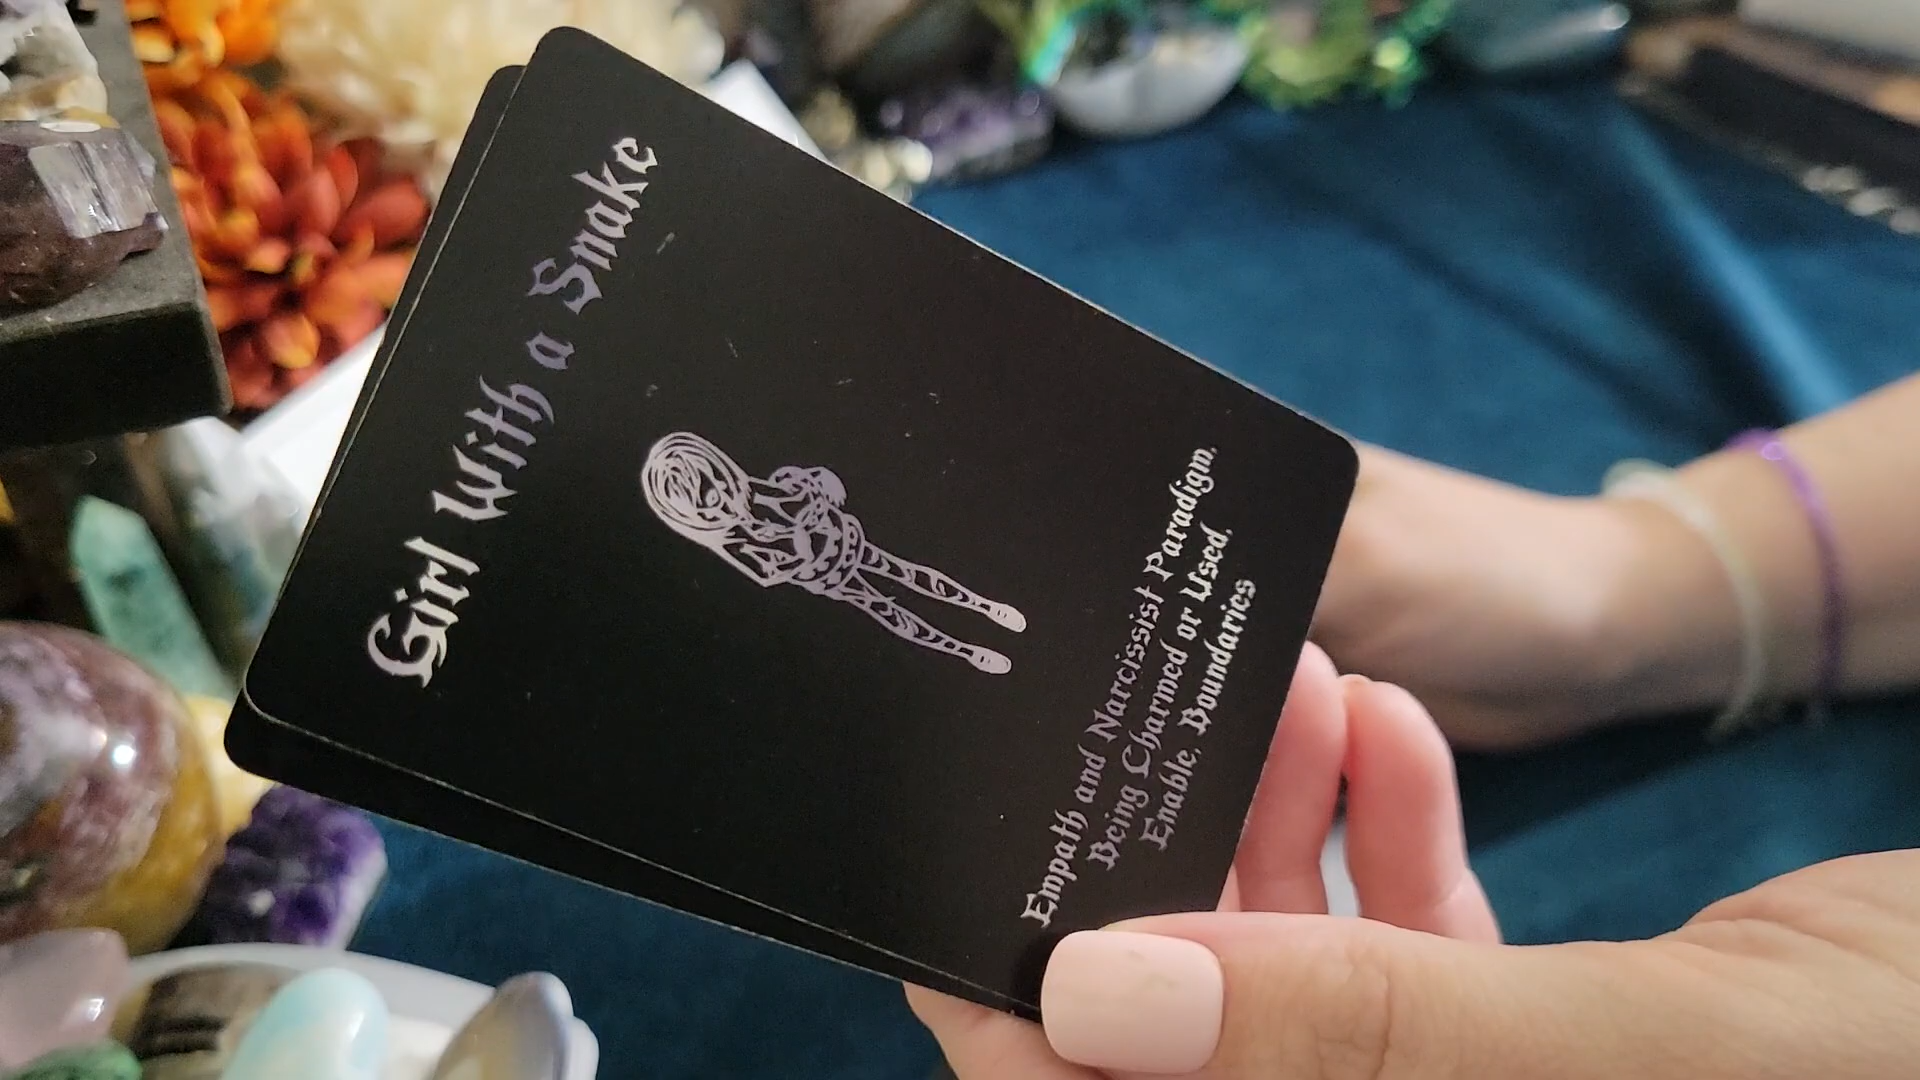 Girl With a Snake
Empath and Narcissist Paradigm,
Being Charmed or Used,
Enable, Boundaries